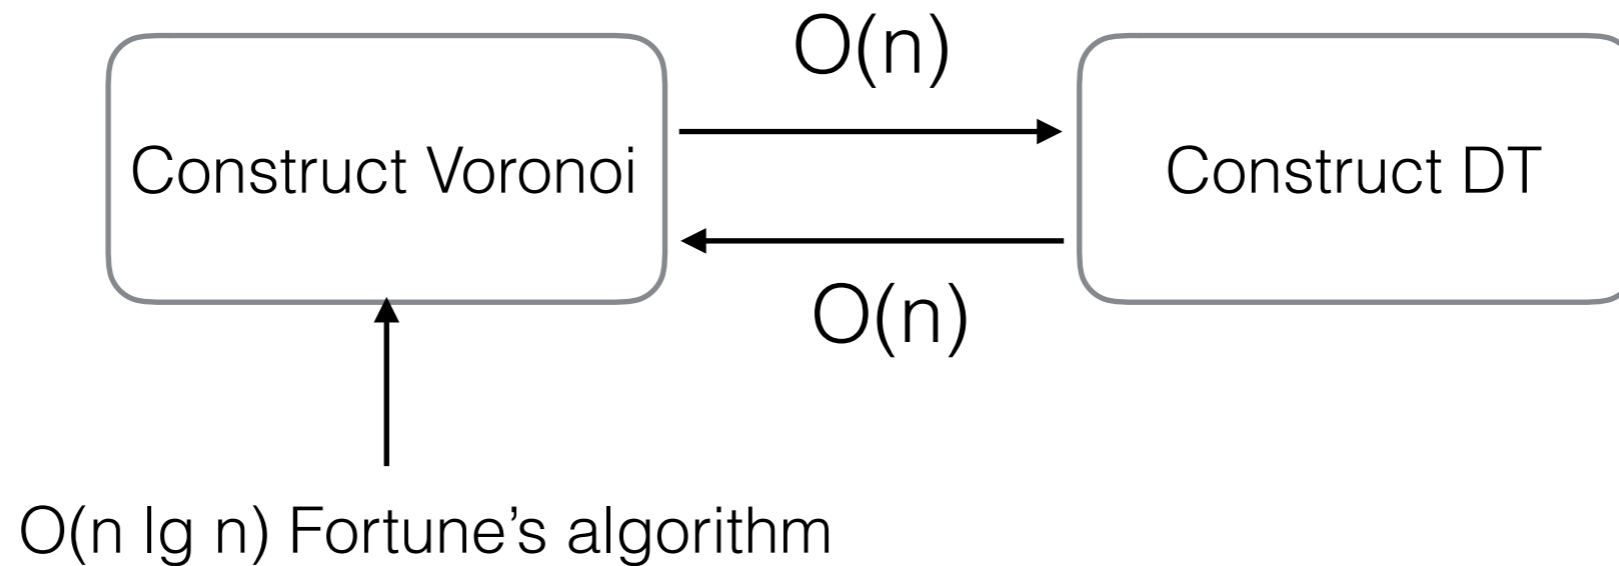 O(n)
Construct Voronoi
Construct DT
O(n)
O(n lg n) Fortune’s algorithm